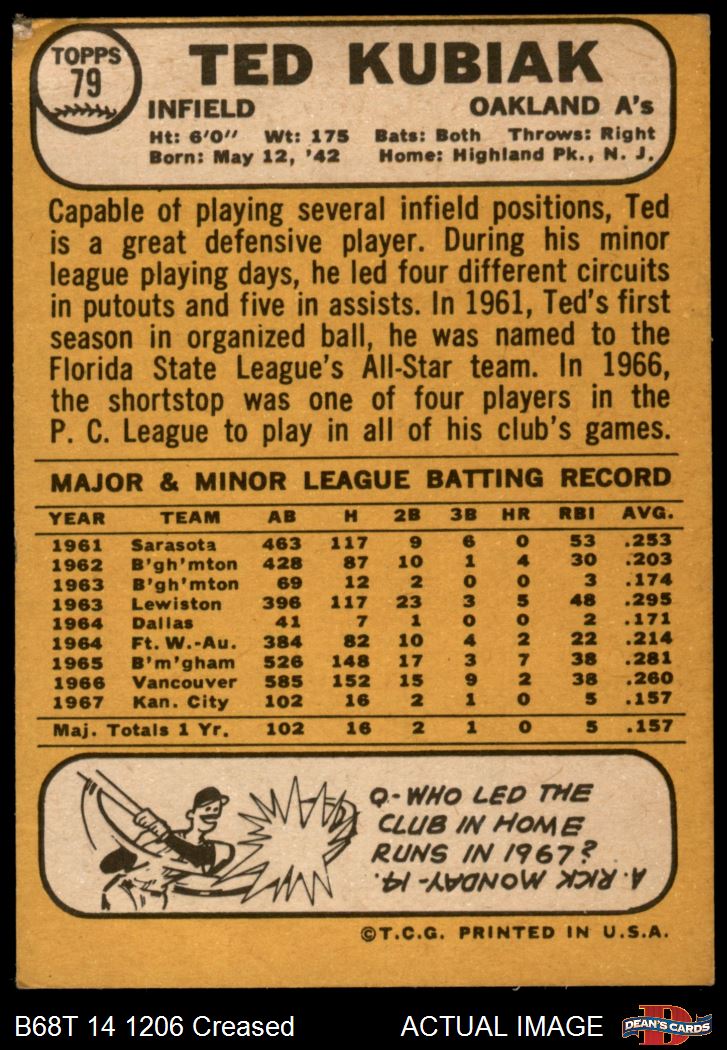 TOPPS
79
TED KUBIAK
INFIELD OAKLAND A's
Ht: 6'0" Wt: 175 Bats: Both Throws: Right
Born: May 12, '42 Home: Highland Pk., N. J.
Capable of playing several infield positions, Ted
is a great defensive player. During his minor
league playing days, he led four different circuits
in putouts and five in assists. In 1961, Ted's first
season in organized ball, he was named to the
Florida State League's All-Star team. In 1966,
the shortstop was one of four players in the
P. C. League to play in all of his club's games.
MAJOR & MINOR LEAGUE BATTING RECORD
YEAR TEAM AB H 2B 3B HR RBI AVG.
1961 Sarasota 463 117 9 6 0 53 .253
1962 B'gh'mton 428 87 10 1 4 30 .203
1963 B'gh'mton 69 12 2 0 0 3 .174
1963 Lewiston 396 117 23 3 5 48 .295
1964 Dallas 41 7 1 0 0 2 .171
1964 Ft. W.-Au. 384 82 10 4 2 22 .214
1965 B'm'gham 526 148 17 3 7 38 .281
1966 Vancouver 585 152 15 9 2 38 .260
1967 Kan. City 102 16 2 1 0 5 .157
Maj. Totals 1 Yr. 102 16 2 1 0 5 .157
Q-WHO LED THE
CLUB IN HOME
RUNS IN 1967?
A. RICK MONDAY-14.
©T.C.G. PRINTED IN U.S.A.
B68T 14 1206 Creased ACTUAL IMAGE
D
DEAN'S CARDS